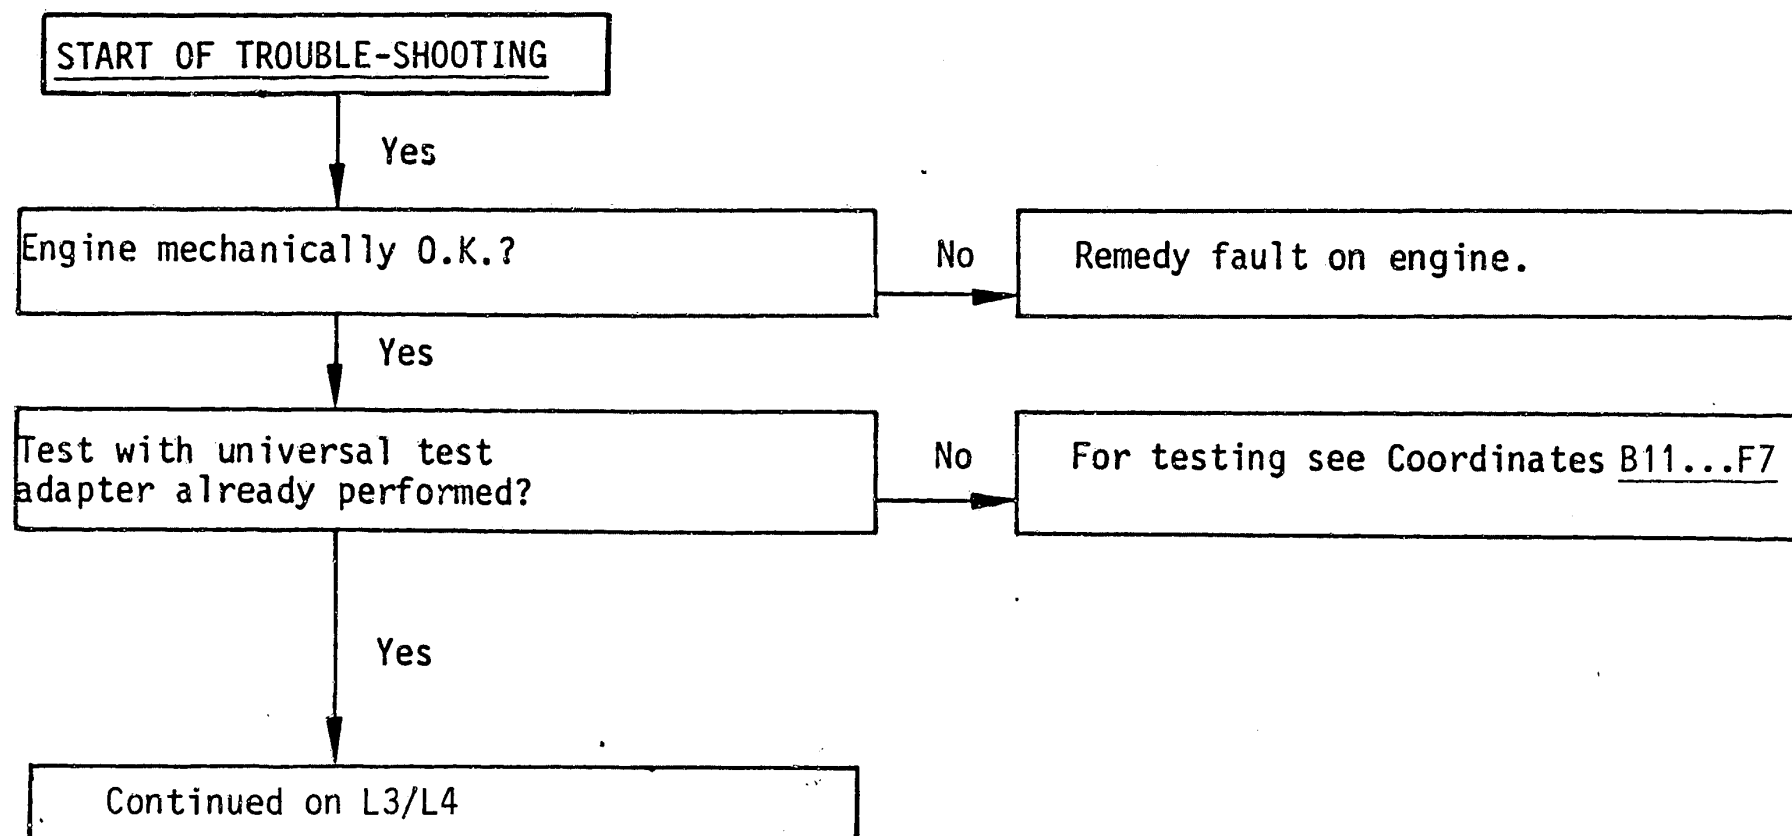 START OF TROUBLE-SHOOTING
Yes
Engine mechanically O.K.?
No
Remedy fault on engine.
Yes
Test with universal test
adapter already performed?
No
For testing see Coordinates B11...F7
Yes
Continued on L3/L4